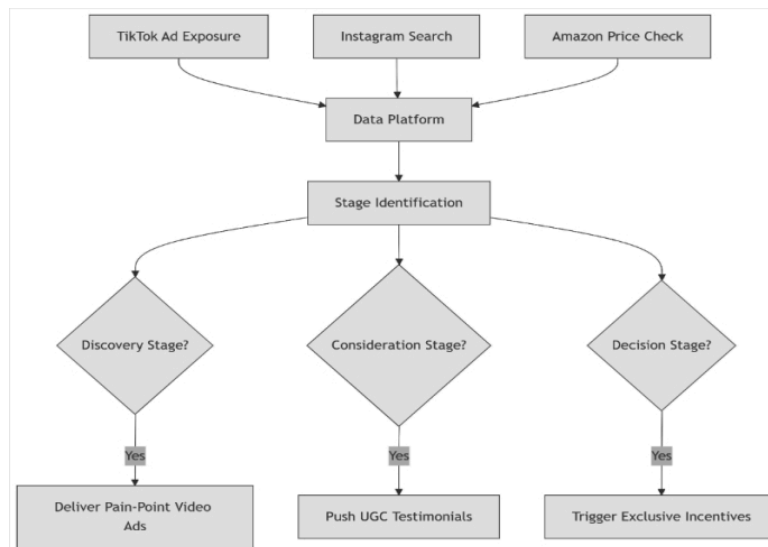 TikTok Ad Exposure
Instagram Search
Amazon Price Check
Data Platform
Stage Identification
Discovery Stage?
Consideration Stage?
Decision Stage?
Yes
Yes
Yes
Deliver Pain-Point Video
Ads
Push UGC Testimonials
Trigger Exclusive Incentives